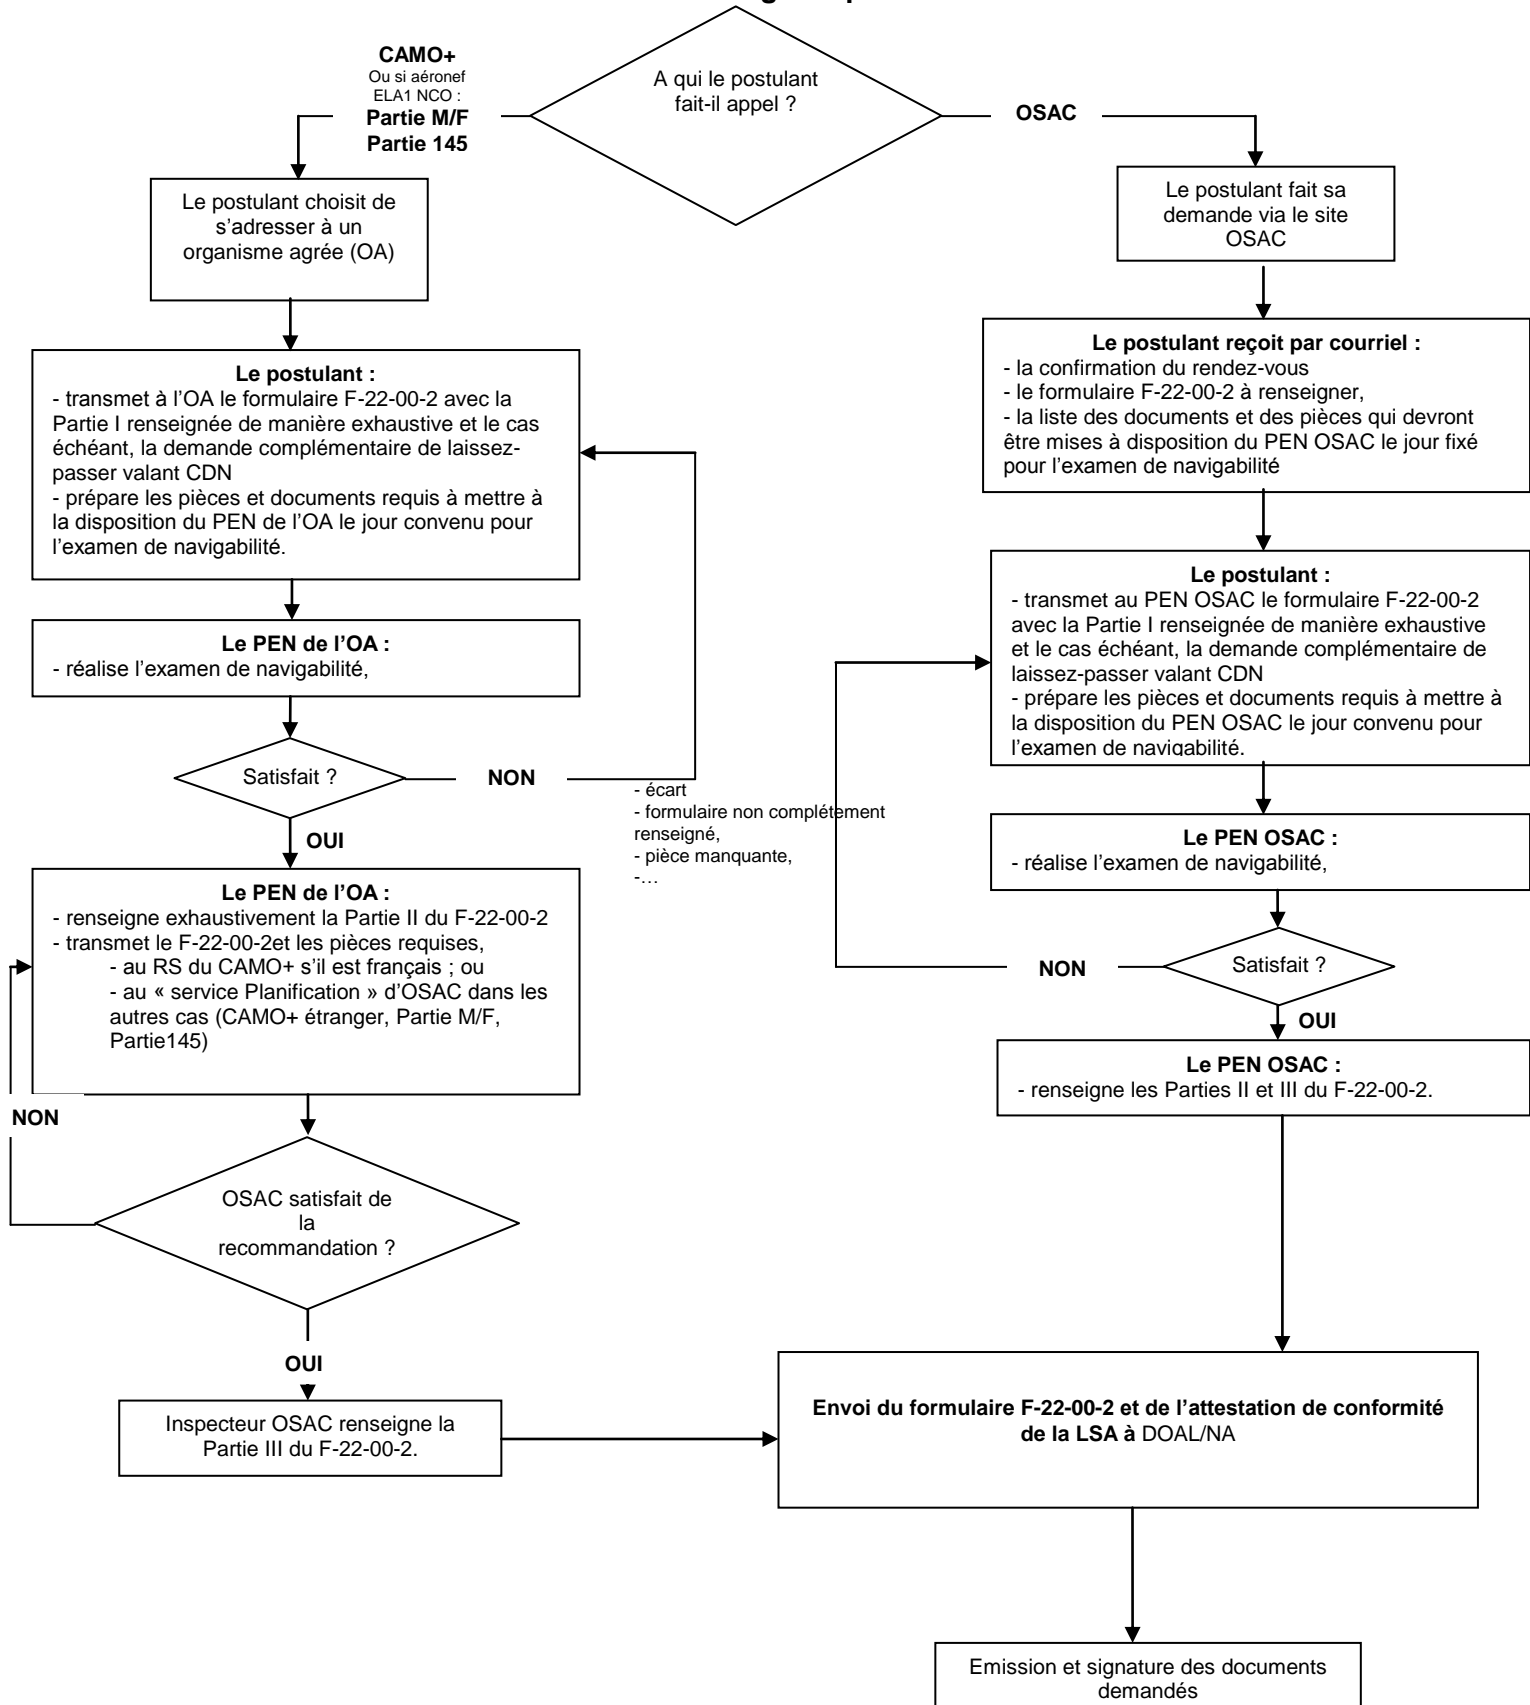 A qui le postulant
fait-il appel ?
CAMO+
Ou si aéronef
ELA1 NCO :
Partie M/F
Partie 145
OSAC
Le postulant choisit de
s’adresser à un
organisme agrée (OA)
Le postulant :
- transmet à l’OA le formulaire F-22-00-2 avec la
Partie I renseignée de manière exhaustive et le cas
échéant, la demande complémentaire de laissez-
passer valant CDN
- prépare les pièces et documents requis à mettre à
la disposition du PEN de l’OA le jour convenu pour
l’examen de navigabilité.
Le PEN de l’OA :
- réalise l’examen de navigabilité,
Satisfait ?
NON
- écart
- formulaire non complétement
renseigné,
- pièce manquante,
-…
OUI
Le PEN de l’OA :
- renseigne exhaustivement la Partie II du F-22-00-2
- transmet le F-22-00-2et les pièces requises,
- au RS du CAMO+ s’il est français ; ou
- au « service Planification » d’OSAC dans les
autres cas (CAMO+ étranger, Partie M/F,
Partie145)
NON
OSAC satisfait de
la
recommandation ?
OUI
Inspecteur OSAC renseigne la
Partie III du F-22-00-2.
Le postulant fait sa
demande via le site
OSAC
Le postulant reçoit par courriel :
- la confirmation du rendez-vous
- le formulaire F-22-00-2 à renseigner,
- la liste des documents et des pièces qui devront
être mises à disposition du PEN OSAC le jour fixé
pour l’examen de navigabilité
Le postulant :
- transmet au PEN OSAC le formulaire F-22-00-2
avec la Partie I renseignée de manière exhaustive
et le cas échéant, la demande complémentaire de
laissez-passer valant CDN
- prépare les pièces et documents requis à mettre à
la disposition du PEN OSAC le jour convenu pour
l’examen de navigabilité.
Le PEN OSAC :
- réalise l’examen de navigabilité,
Satisfait ?
NON
OUI
Le PEN OSAC :
- renseigne les Parties II et III du F-22-00-2.
Envoi du formulaire F-22-00-2 et de l’attestation de conformité
de la LSA à DOAL/NA
Emission et signature des documents
demandés